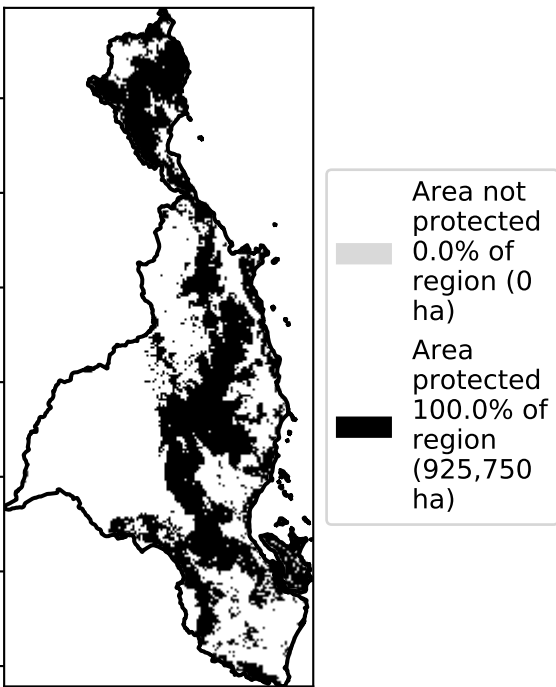 Area not
protected
0.0% of
region (0
ha)
Area
protected
100.0% of
region
(925,750
ha)